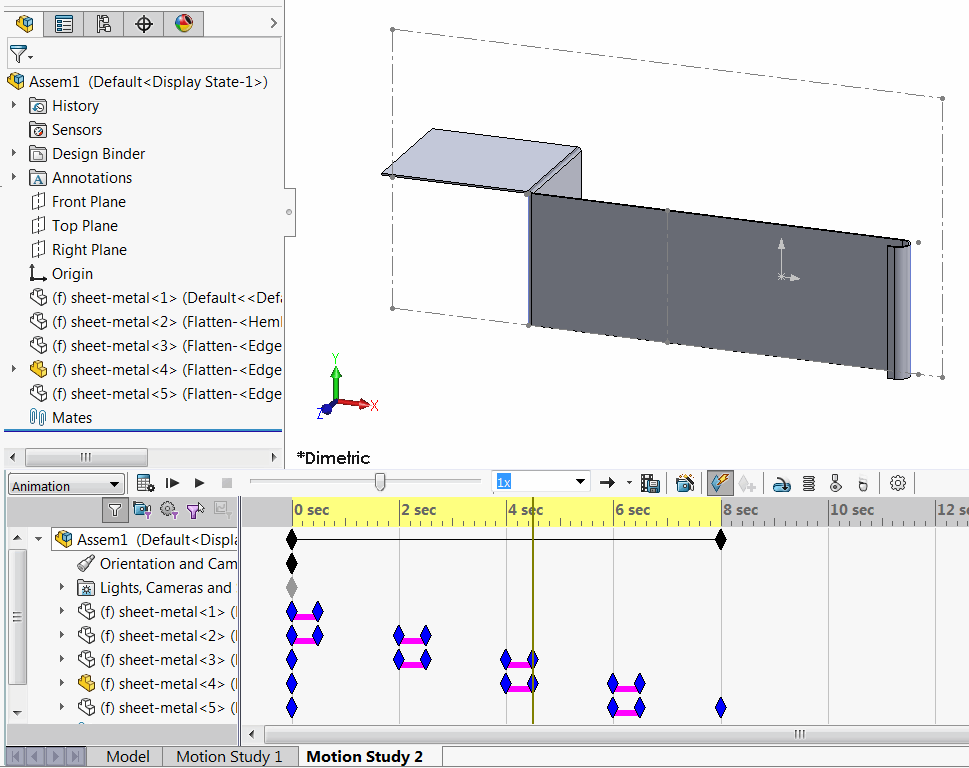 Assem1 (Default<Display State-1>)
History
Sensors
Design Binder
Annotations
Front Plane
Top Plane
Right Plane
Origin
(f) sheet-metal<1> (Default<<Defa
(f) sheet-metal<2> (Flatten-<Heml
(f) sheet-metal<3> (Flatten-<Edge
(f) sheet-metal<4> (Flatten-<Edge
(f) sheet-metal<5> (Flatten-<Edge
Mates
Y
X
Z
*Dimetric
Animation
1x
0 sec 2 sec 4 sec 6 sec 8 sec 10 sec 12 se
Assem1 (Default<Displa
Orientation and Cam
Lights, Cameras and
(f) sheet-metal<1> (
(f) sheet-metal<2> (
(f) sheet-metal<3> (
(f) sheet-metal<4> (
(f) sheet-metal<5> (
Model Motion Study 1 Motion Study 2